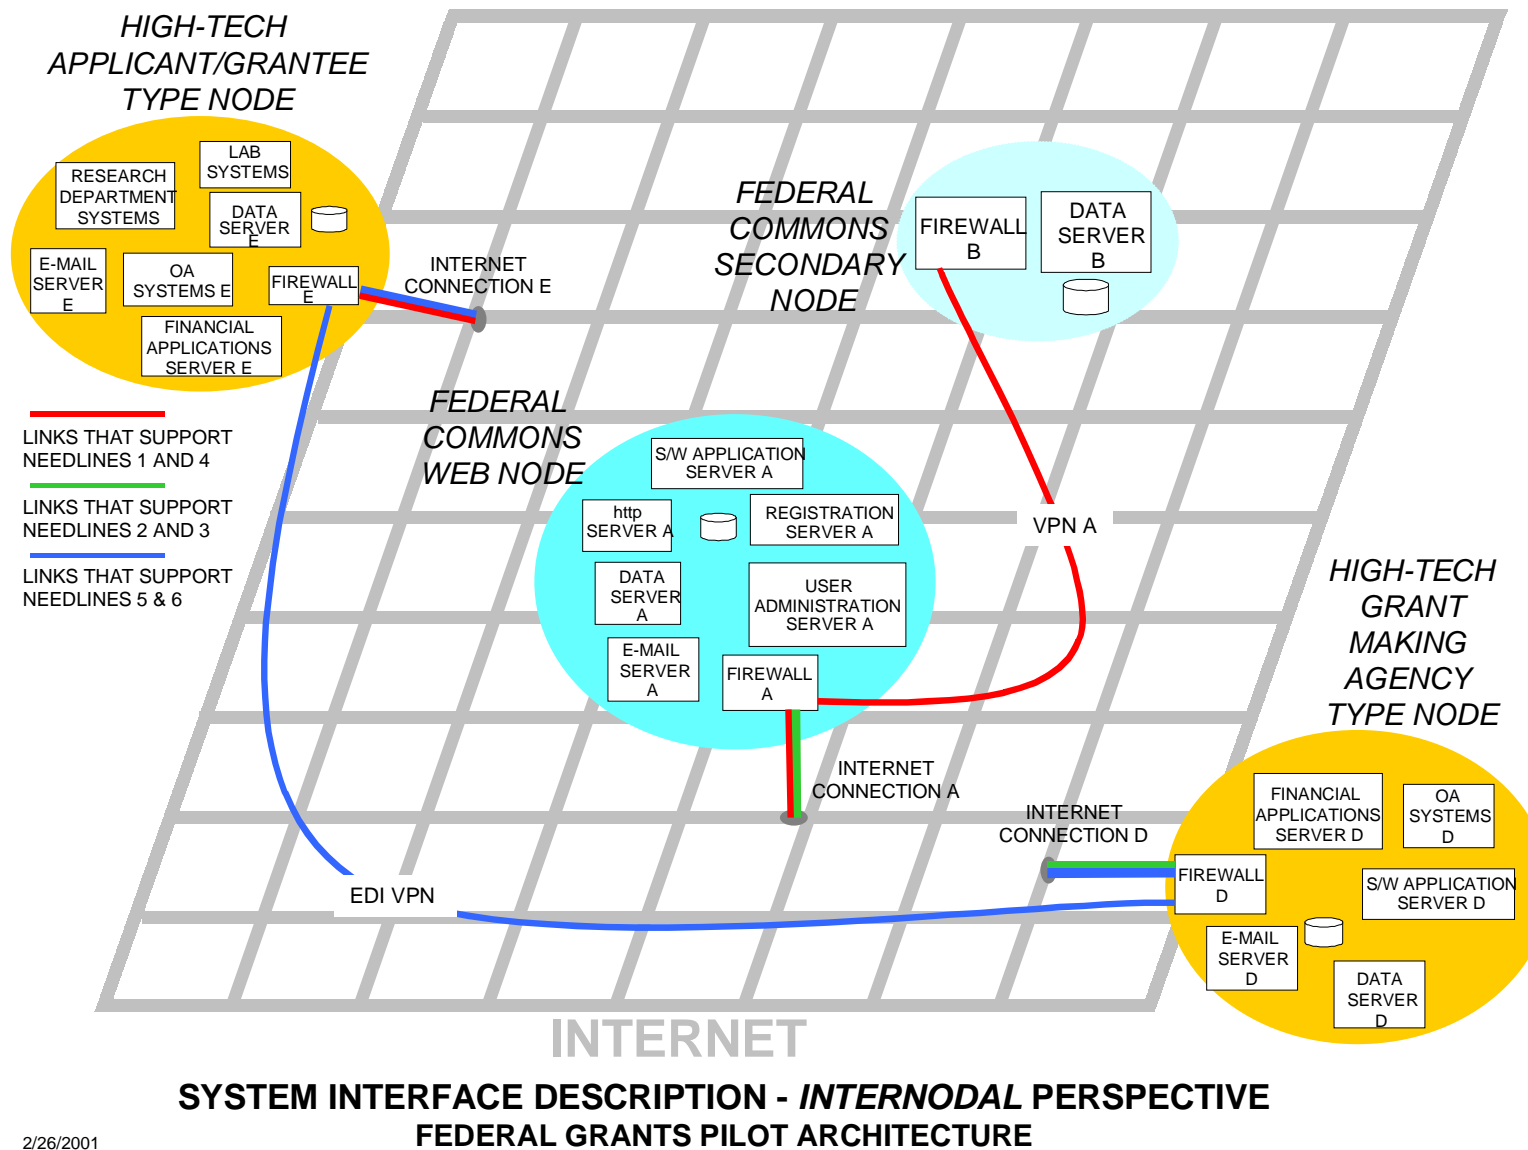 HIGH-TECH
APPLICANT/GRANTEE
TYPE NODE
LAB
SYSTEMS
RESEARCH
DEPARTMENT
SYSTEMS
DATA
SERVER
E
E-MAIL
SERVER
E
OA
SYSTEMS E
FIREWALL
E
FINANCIAL
APPLICATIONS
SERVER E
INTERNET
CONNECTION E
FEDERAL
COMMONS
SECONDARY
NODE
FIREWALL
B
DATA
SERVER
B
LINKS THAT SUPPORT
NEEDLINES 1 AND 4
LINKS THAT SUPPORT
NEEDLINES 2 AND 3
LINKS THAT SUPPORT
NEEDLINES 5 & 6
FEDERAL
COMMONS
WEB NODE
S/W APPLICATION
SERVER A
http
SERVER A
REGISTRATION
SERVER A
DATA
SERVER
A
USER
ADMINISTRATION
SERVER A
E-MAIL
SERVER
A
FIREWALL
A
VPN A
INTERNET
CONNECTION A
HIGH-TECH
GRANT
MAKING
AGENCY
TYPE NODE
INTERNET
CONNECTION D
FINANCIAL
APPLICATIONS
SERVER D
OA
SYSTEMS
D
FIREWALL
D
S/W APPLICATION
SERVER D
E-MAIL
SERVER
D
DATA
SERVER
D
EDI VPN
INTERNET
SYSTEM INTERFACE DESCRIPTION - INTERNODAL PERSPECTIVE
FEDERAL GRANTS PILOT ARCHITECTURE
2/26/2001